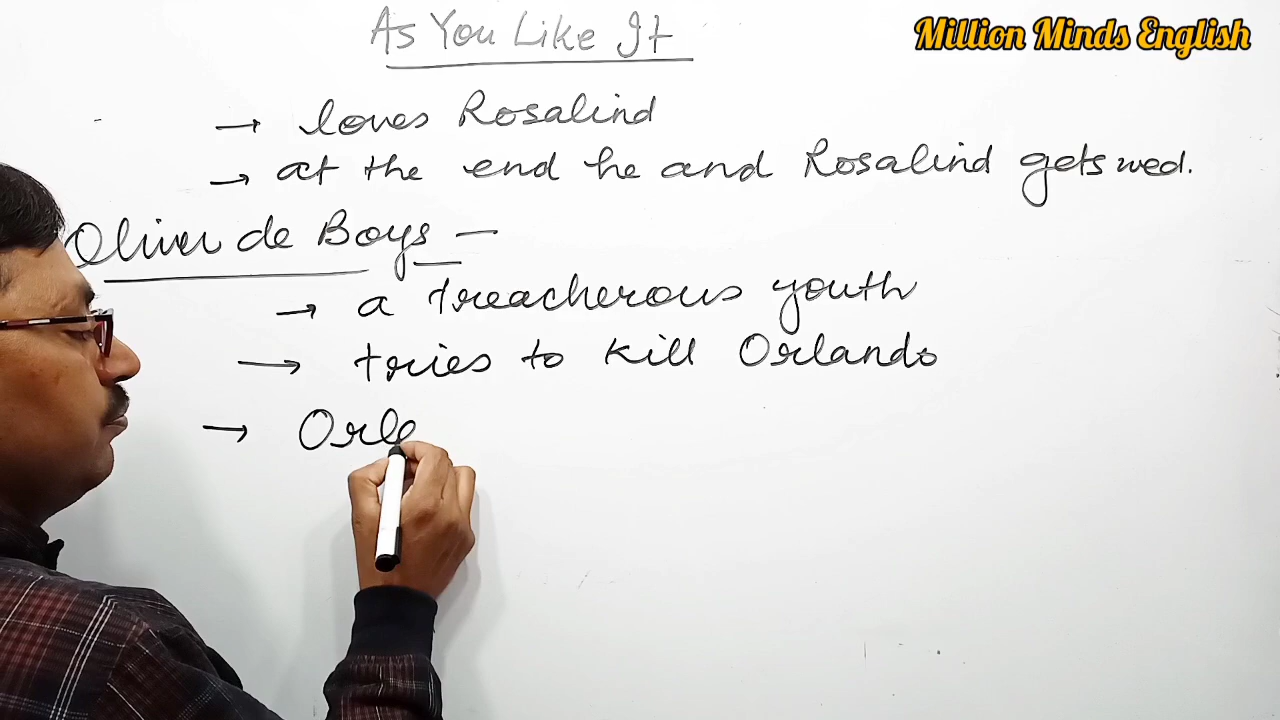 As You Like It
Million Minds English
→ loves Rosalind
→ at the end he and Rosalind gets wed.
Oliver de Boys —
→ a treacherous youth
→ tries to kill Orlando
→ Orla